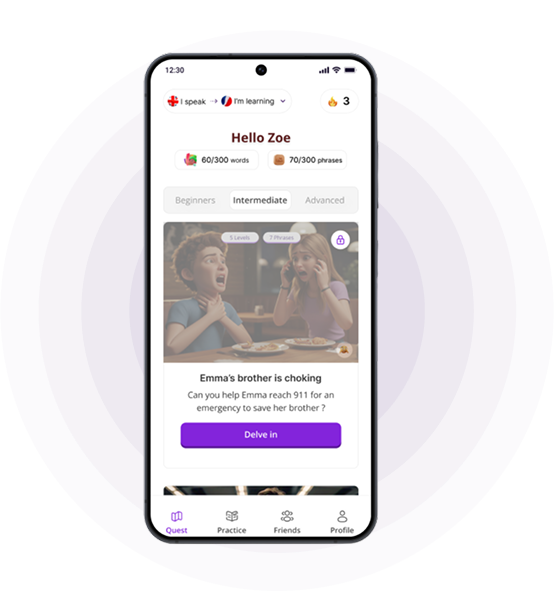 12:30
I speak → I'm learning
3
Hello Zoe
60/300 words
70/300 phrases
Beginners Intermediate Advanced
5 Levels 7 Phrases
Emma's brother is choking
Can you help Emma reach 911 for an
emergency to save her brother ?
Delve in
Quest Practice Friends Profile